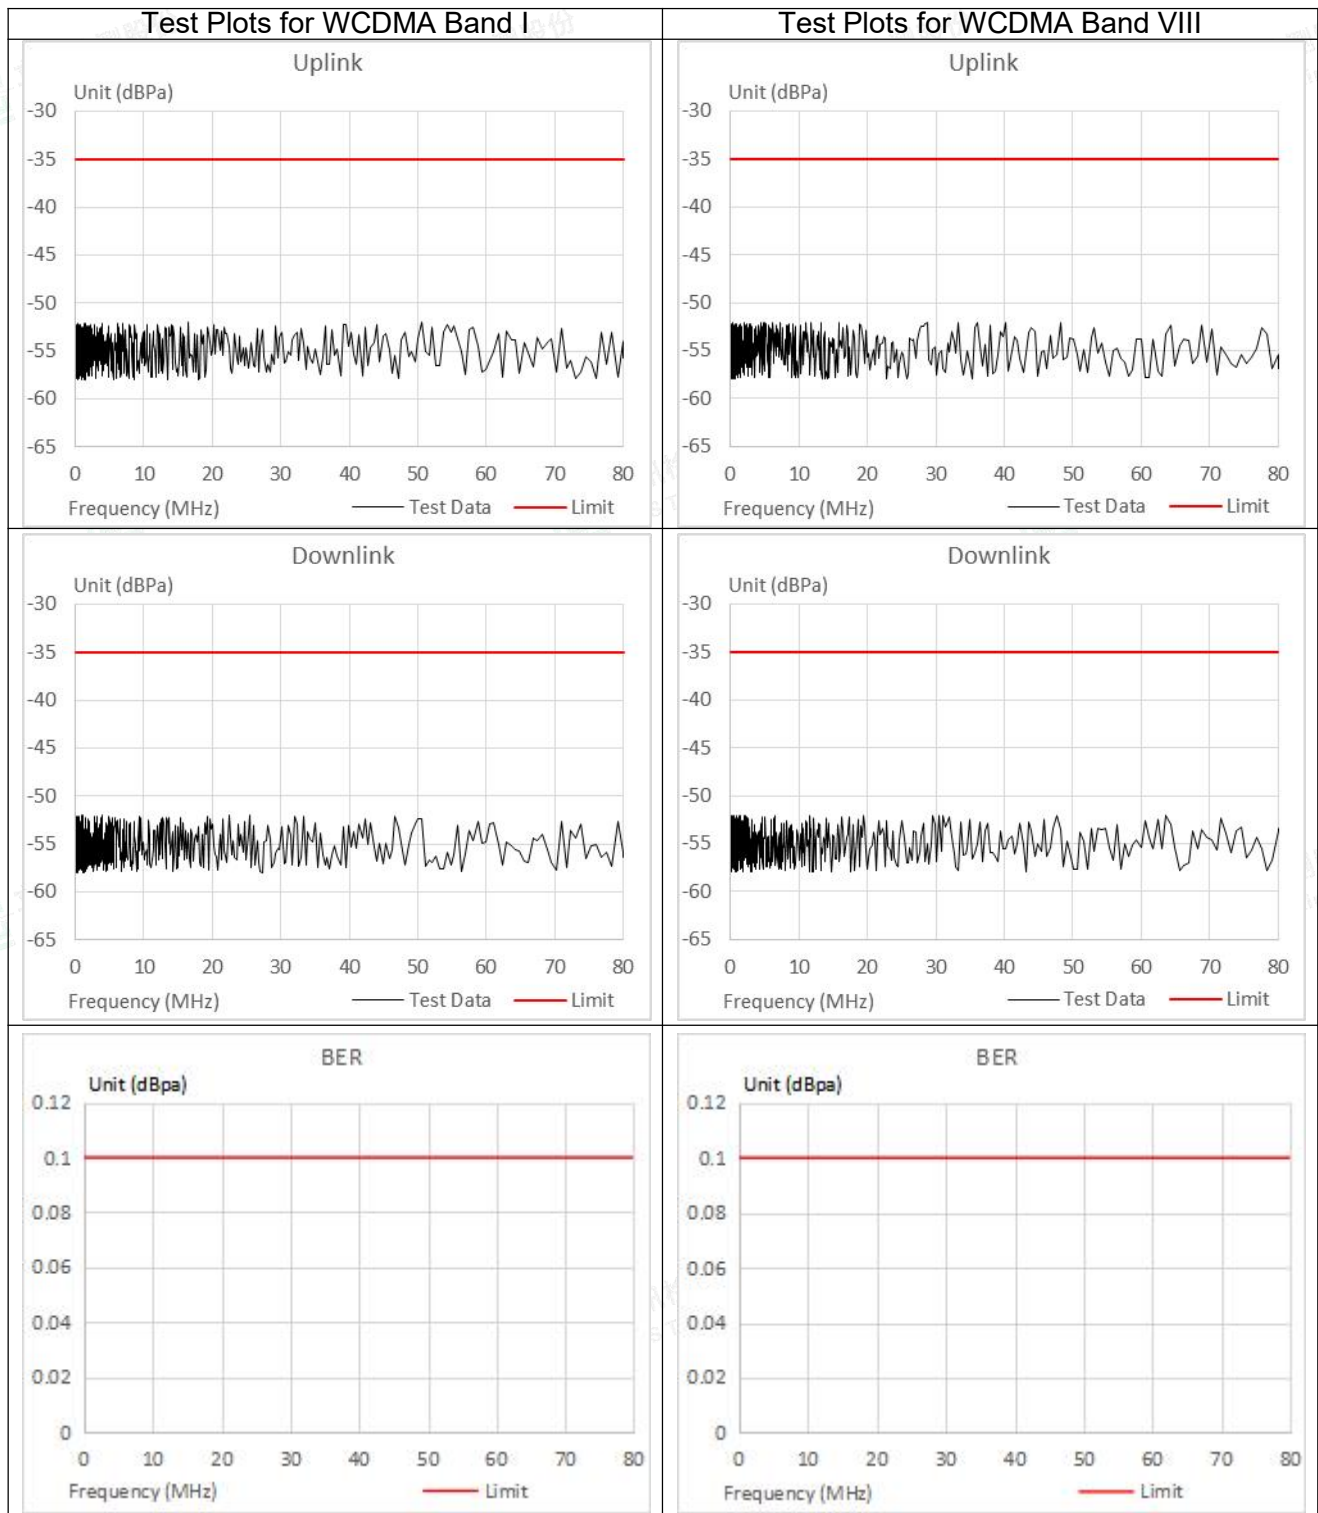 Test Plots for WCDMA Band I
Test Plots for WCDMA Band VIII
Uplink
Unit (dBPa)
-30
-35
-40
-45
-50
-55
-60
-65
0 10 20 30 40 50 60 70 80
Frequency (MHz) Test Data Limit
Uplink
Unit (dBPa)
-30
-35
-40
-45
-50
-55
-60
-65
0 10 20 30 40 50 60 70 80
Frequency (MHz) Test Data Limit
Downlink
Unit (dBPa)
-30
-35
-40
-45
-50
-55
-60
-65
0 10 20 30 40 50 60 70 80
Frequency (MHz) Test Data Limit
Downlink
Unit (dBPa)
-30
-35
-40
-45
-50
-55
-60
-65
0 10 20 30 40 50 60 70 80
Frequency (MHz) Test Data Limit
BER
Unit (dBpa)
0.12
0.1
0.08
0.06
0.04
0.02
0
0 10 20 30 40 50 60 70 80
Frequency (MHz) Limit
BER
Unit (dBpa)
0.12
0.1
0.08
0.06
0.04
0.02
0
0 10 20 30 40 50 60 70 80
Frequency (MHz) Limit